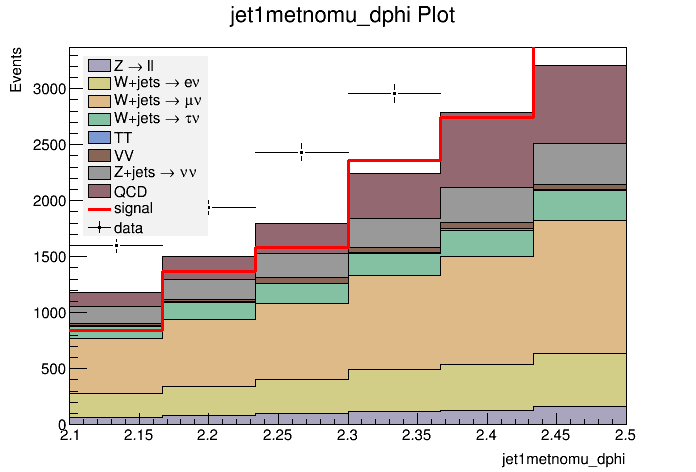 jet1metnomu_dphi Plot
Events
3000
2500
2000
1500
1000
500
0
Z → ll
W+jets → eν
W+jets → μν
W+jets → τν
TT
VV
Z+jets → νν
QCD
signal
data
2.1 2.15 2.2 2.25 2.3 2.35 2.4 2.45 2.5
jet1metnomu_dphi